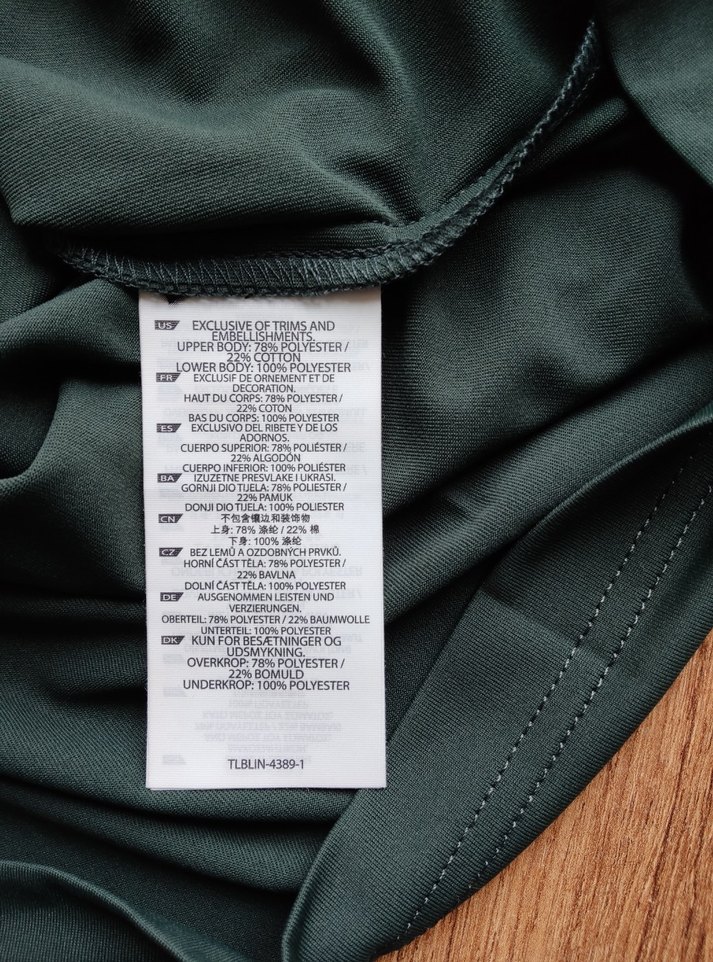 US EXCLUSIVE OF TRIMS AND
EMBELLISHMENTS.
UPPER BODY: 78% POLYESTER /
22% COTTON
LOWER BODY: 100% POLYESTER
FR EXCLUSIF DE ORNEMENT ET DE
DECORATION.
HAUT DU CORPS: 78% POLYESTER /
22% COTON
BAS DU CORPS: 100% POLYESTER
ES EXCLUSIVO DEL RIBETE Y DE LOS
ADORNOS.
CUERPO SUPERIOR: 78% POLIÉSTER /
22% ALGODÓN
CUERPO INFERIOR: 100% POLIÉSTER
BA IZUZETNE PRESVLAKE I UKRASI.
GORNJI DIO TIJELA: 78% POLYESTER /
22% PAMUK
DONJI DIO TIJELA: 100% POLYESTER
CN 不包含镶边和装饰物
上身: 78% 涤纶 / 22% 棉
下身: 100% 涤纶
CZ BEZ LEMŮ A OZDOBNÝCH PRVKŮ.
HORNÍ ČÁST TĚLA: 78% POLYESTER /
22% BAVLNA
DOLNÍ ČÁST TĚLA: 100% POLYESTER
DE AUSGENOMMEN LEISTEN UND
VERZIERUNGEN.
OBERTEIL: 78% POLYESTER / 22% BAUMWOLLE
UNTERTEIL: 100% POLYESTER
DK KUN FOR BESÆTNINGER OG
UDSMYKNING.
OVERKROP: 78% POLYESTER /
22% BOMULD
UNDERKROP: 100% POLYESTER
TLBLIN-4389-1